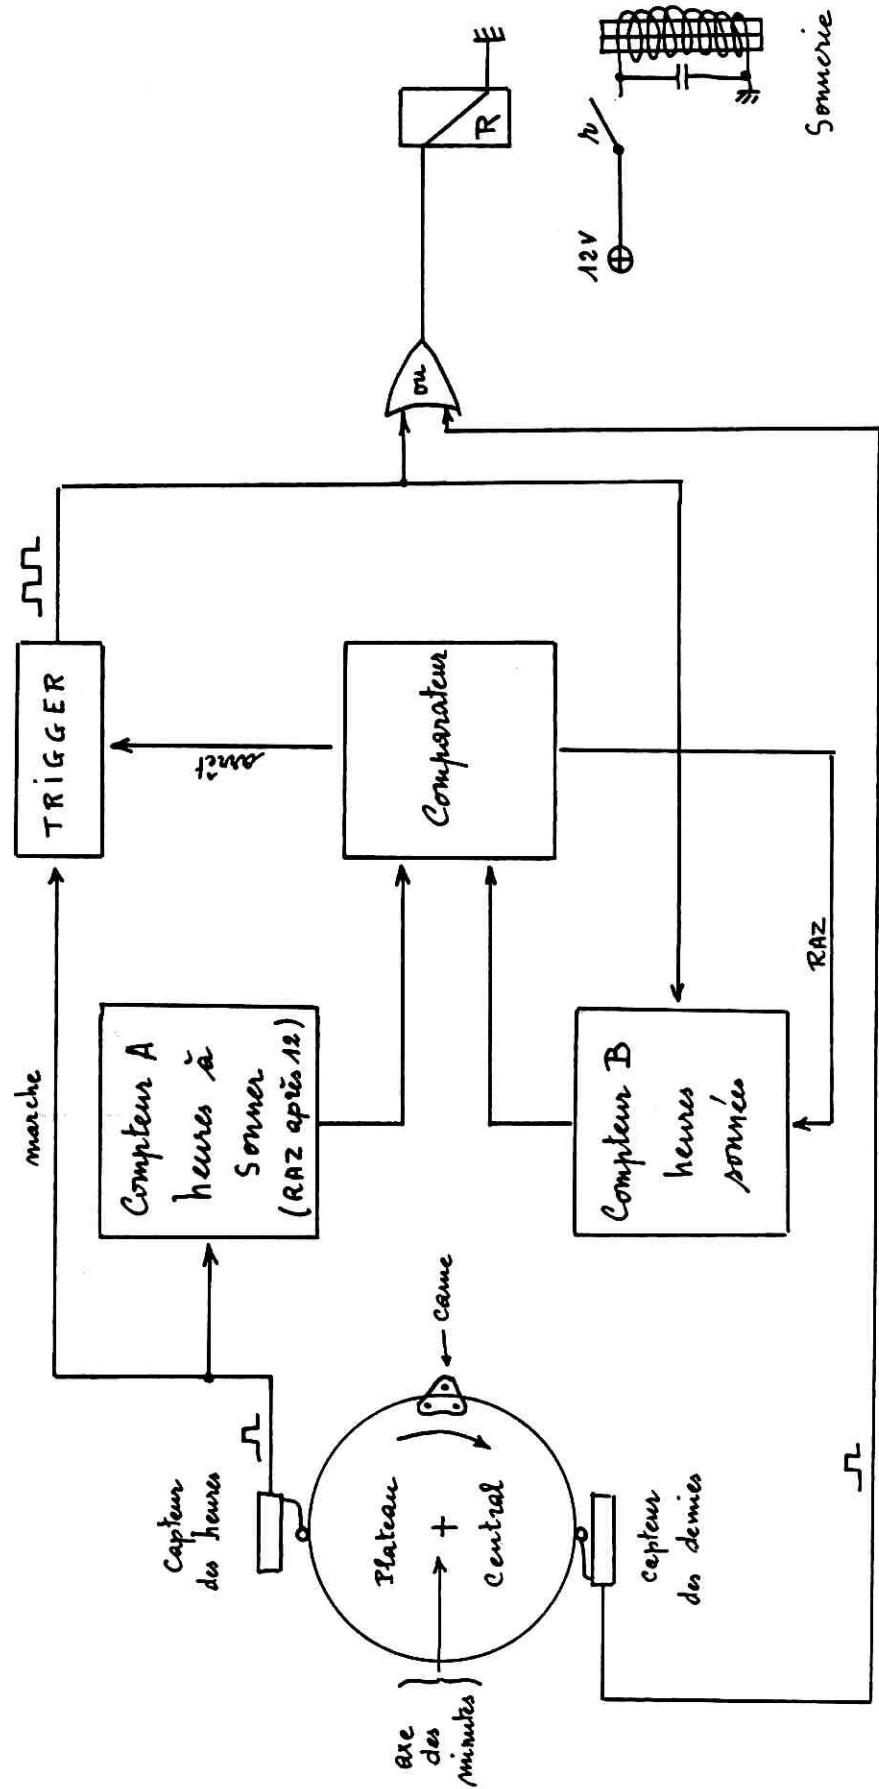 Capteur
des heures
marche
TRIGGER
arrêt
Compteur A
heures à
Sonner
(RAZ après 12)
Comparateur
ou
R
12V
r
Sonnerie
axe
des
minutes
Plateau
Central
came
Compteur B
heures
sonnées
RAZ
capteur
des demies